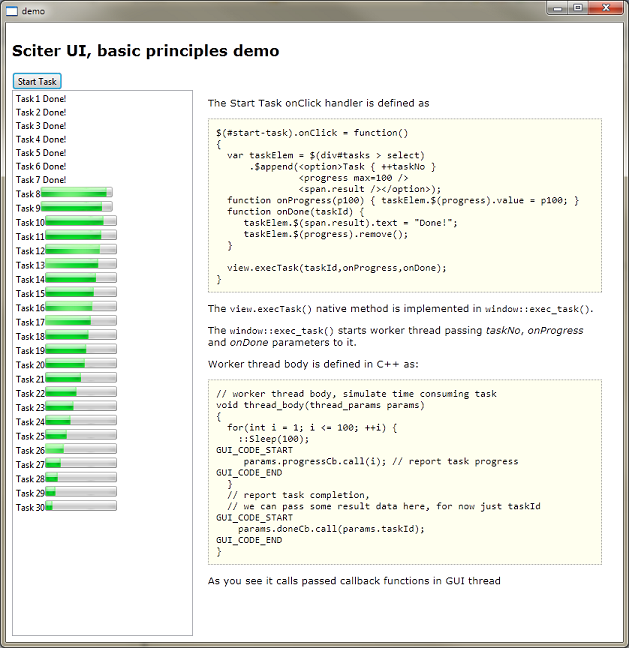 demo
Sciter UI, basic principles demo
Start Task
Task 1 Done!
Task 2 Done!
Task 3 Done!
Task 4 Done!
Task 5 Done!
Task 6 Done!
Task 7 Done!
Task 8
Task 9
Task 10
Task 11
Task 12
Task 13
Task 14
Task 15
Task 16
Task 17
Task 18
Task 19
Task 20
Task 21
Task 22
Task 23
Task 24
Task 25
Task 26
Task 27
Task 28
Task 29
Task 30
The Start Task onClick handler is defined as
$(#start-task).onClick = function()
{
  var taskElem = $(div#tasks > select)
      .$append(<option>Task { ++taskNo }
               <progress max=100 />
               <span.result /></option>);
  function onProgress(p100) { taskElem.$(progress).value = p100; }
  function onDone(taskId) {
     taskElem.$(span.result).text = "Done!";
     taskElem.$(progress).remove();
  }
  view.execTask(taskId,onProgress,onDone);
}
The view.execTask() native method is implemented in window::exec_task().
The window::exec_task() starts worker thread passing taskNo, onProgress
and onDone parameters to it.
Worker thread body is defined in C++ as:
// worker thread body, simulate time consuming task
void thread_body(thread_params params)
{
  for(int i = 1; i <= 100; ++i) {
    ::Sleep(100);
GUI_CODE_START
     params.progressCb.call(i); // report task progress
GUI_CODE_END
  }
  // report task completion,
  // we can pass some result data here, for now just taskId
GUI_CODE_START
    params.doneCb.call(params.taskId);
GUI_CODE_END
}
As you see it calls passed callback functions in GUI thread